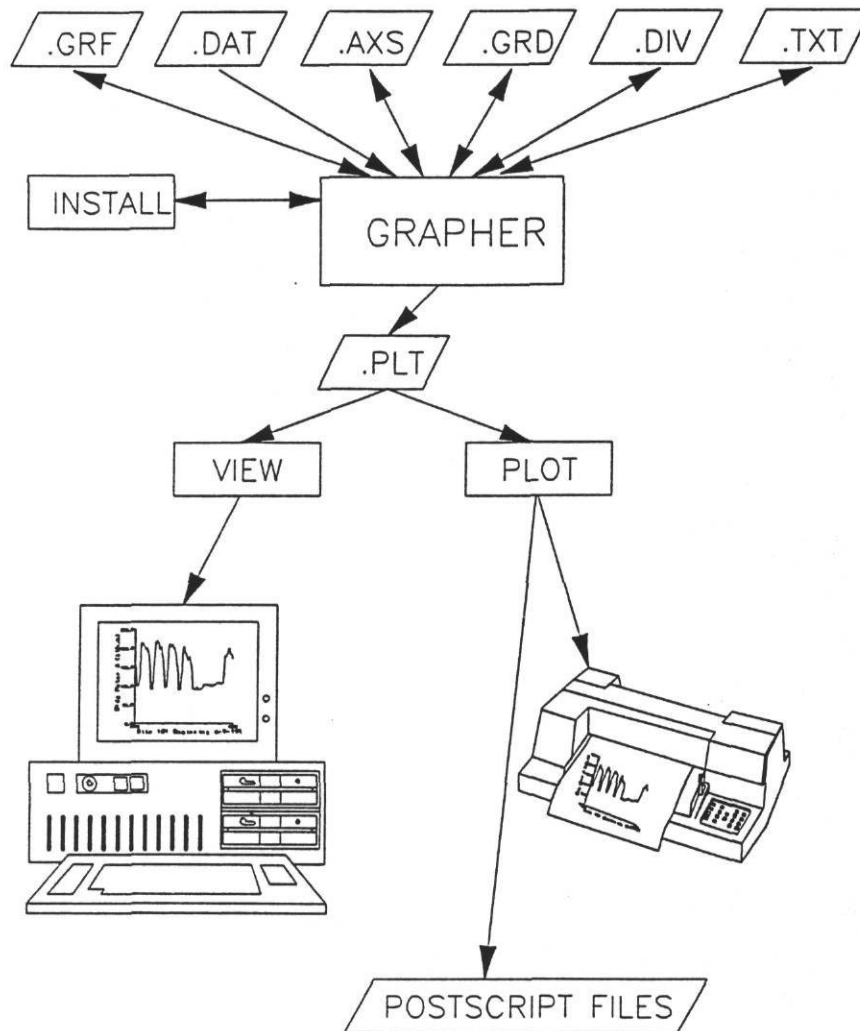 .GRF .DAT .AXS .GRD .DIV .TXT
INSTALL
GRAPHER
.PLT
VIEW PLOT
POSTSCRIPT FILES